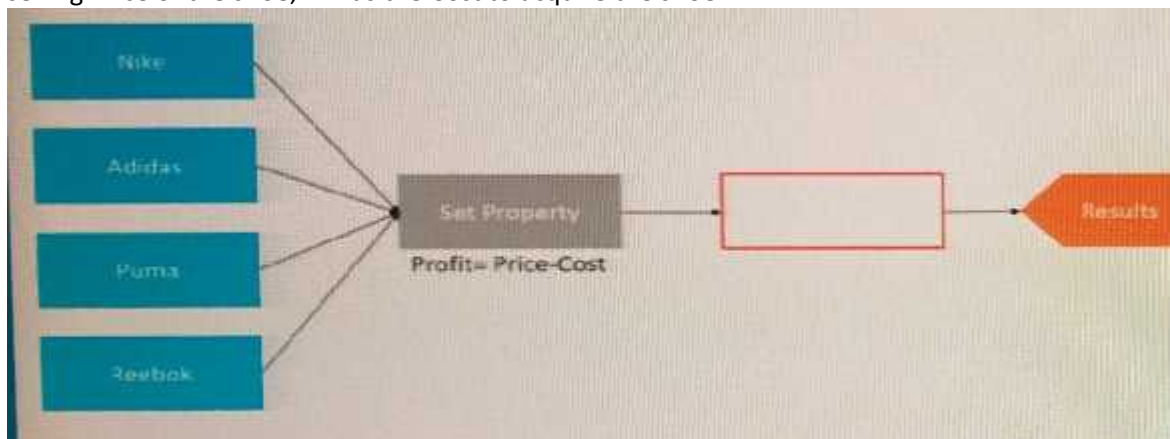 Nike
Adidas
Puma
Reebok
Set Property
Profit= Price-Cost
Results